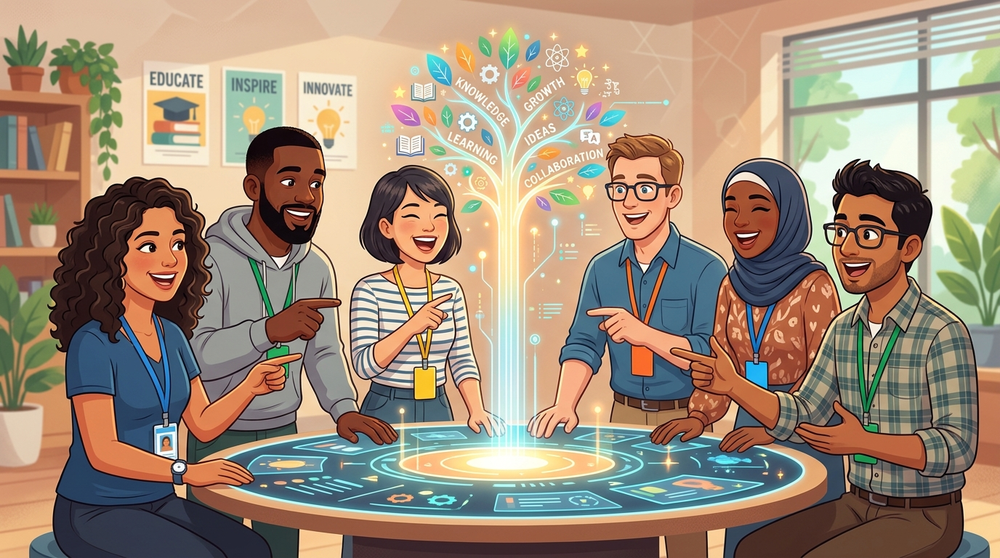 EDUCATE
INSPIRE
INNOVATE
KNOWLEDGE
GROWTH
LEARNING
IDEAS
COLLABORATION
A